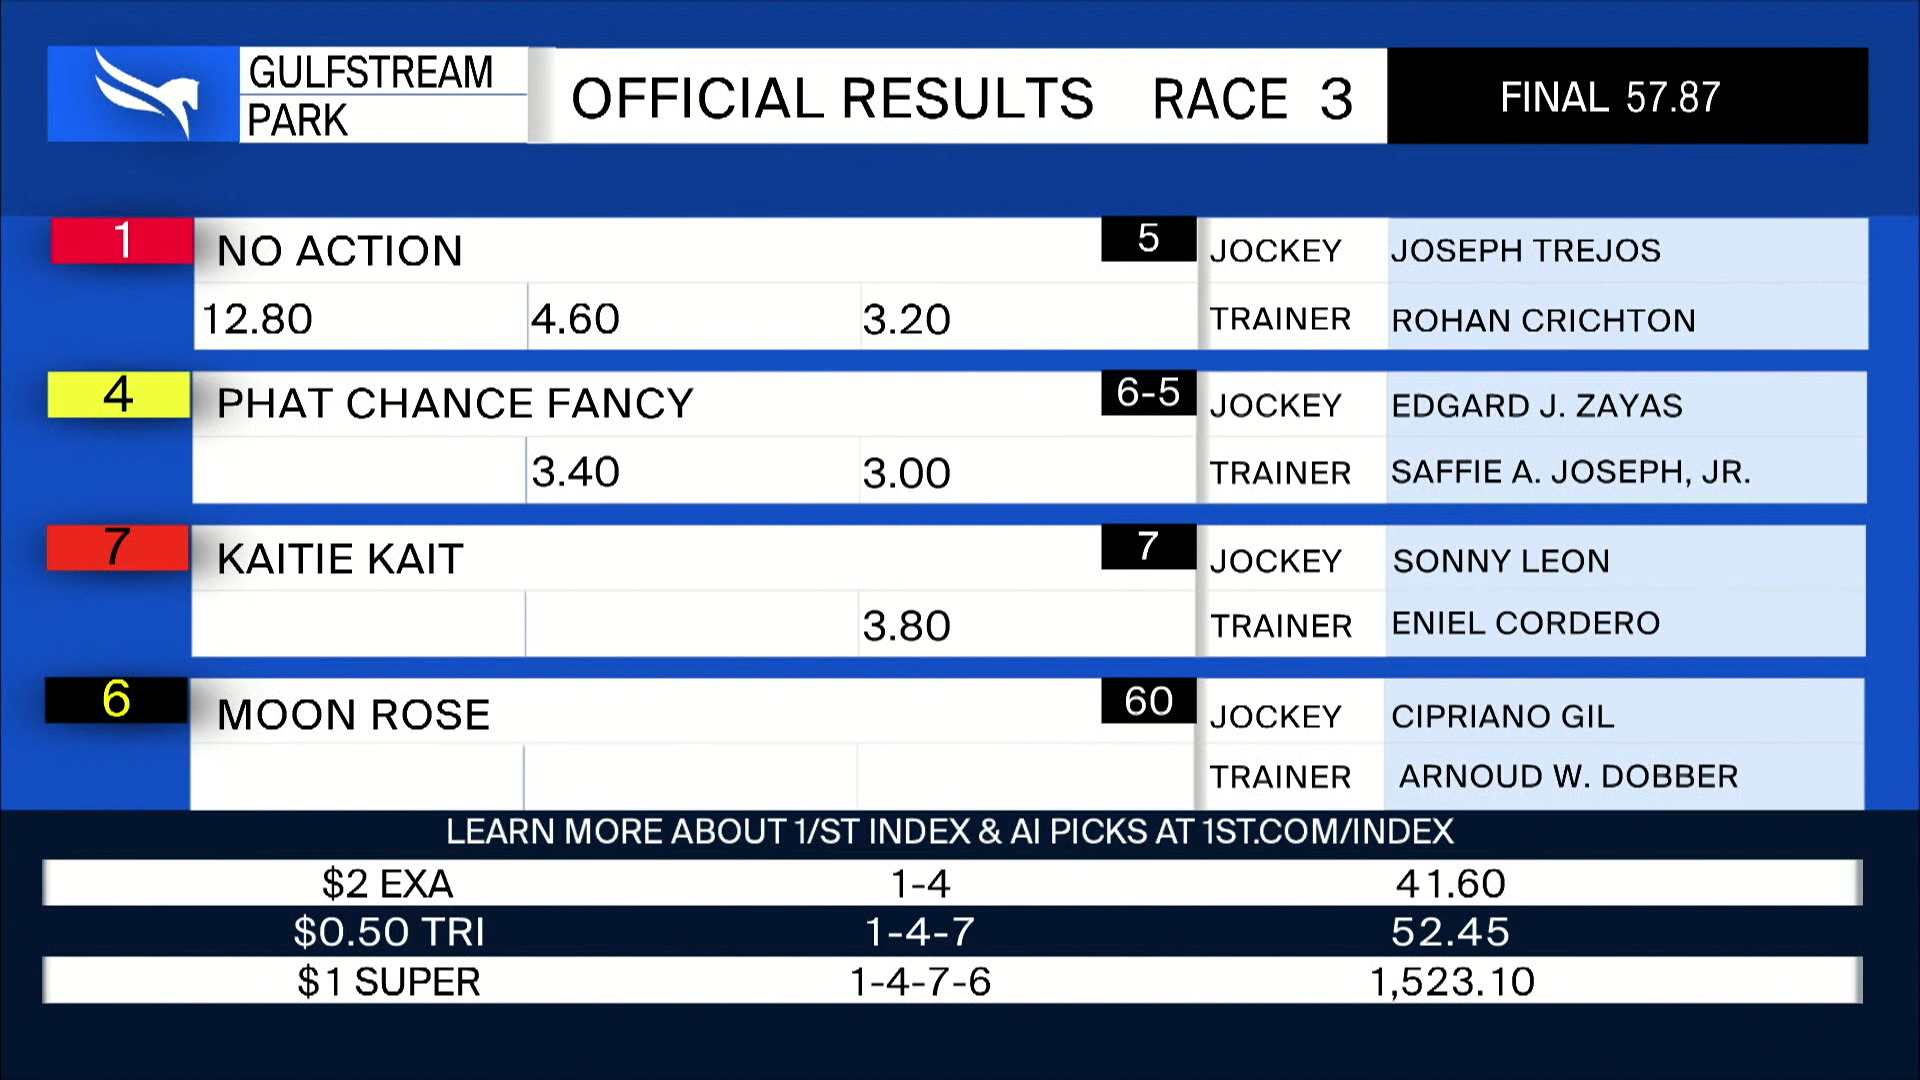 GULFSTREAM
PARK
OFFICIAL RESULTS RACE 3
FINAL 57.87
1 NO ACTION 5 JOCKEY JOSEPH TREJOS
12.80 4.60 3.20 TRAINER ROHAN CRICHTON
4 PHAT CHANCE FANCY 6-5 JOCKEY EDGARD J. ZAYAS
3.40 3.00 TRAINER SAFFIE A. JOSEPH, JR.
7 KAITIE KAIT 7 JOCKEY SONNY LEON
3.80 TRAINER ENIEL CORDERO
6 MOON ROSE 60 JOCKEY CIPRIANO GIL
TRAINER ARNOUD W. DOBBER
LEARN MORE ABOUT 1/ST INDEX & AI PICKS AT 1ST.COM/INDEX
$2 EXA 1-4 41.60
$0.50 TRI 1-4-7 52.45
$1 SUPER 1-4-7-6 1,523.10